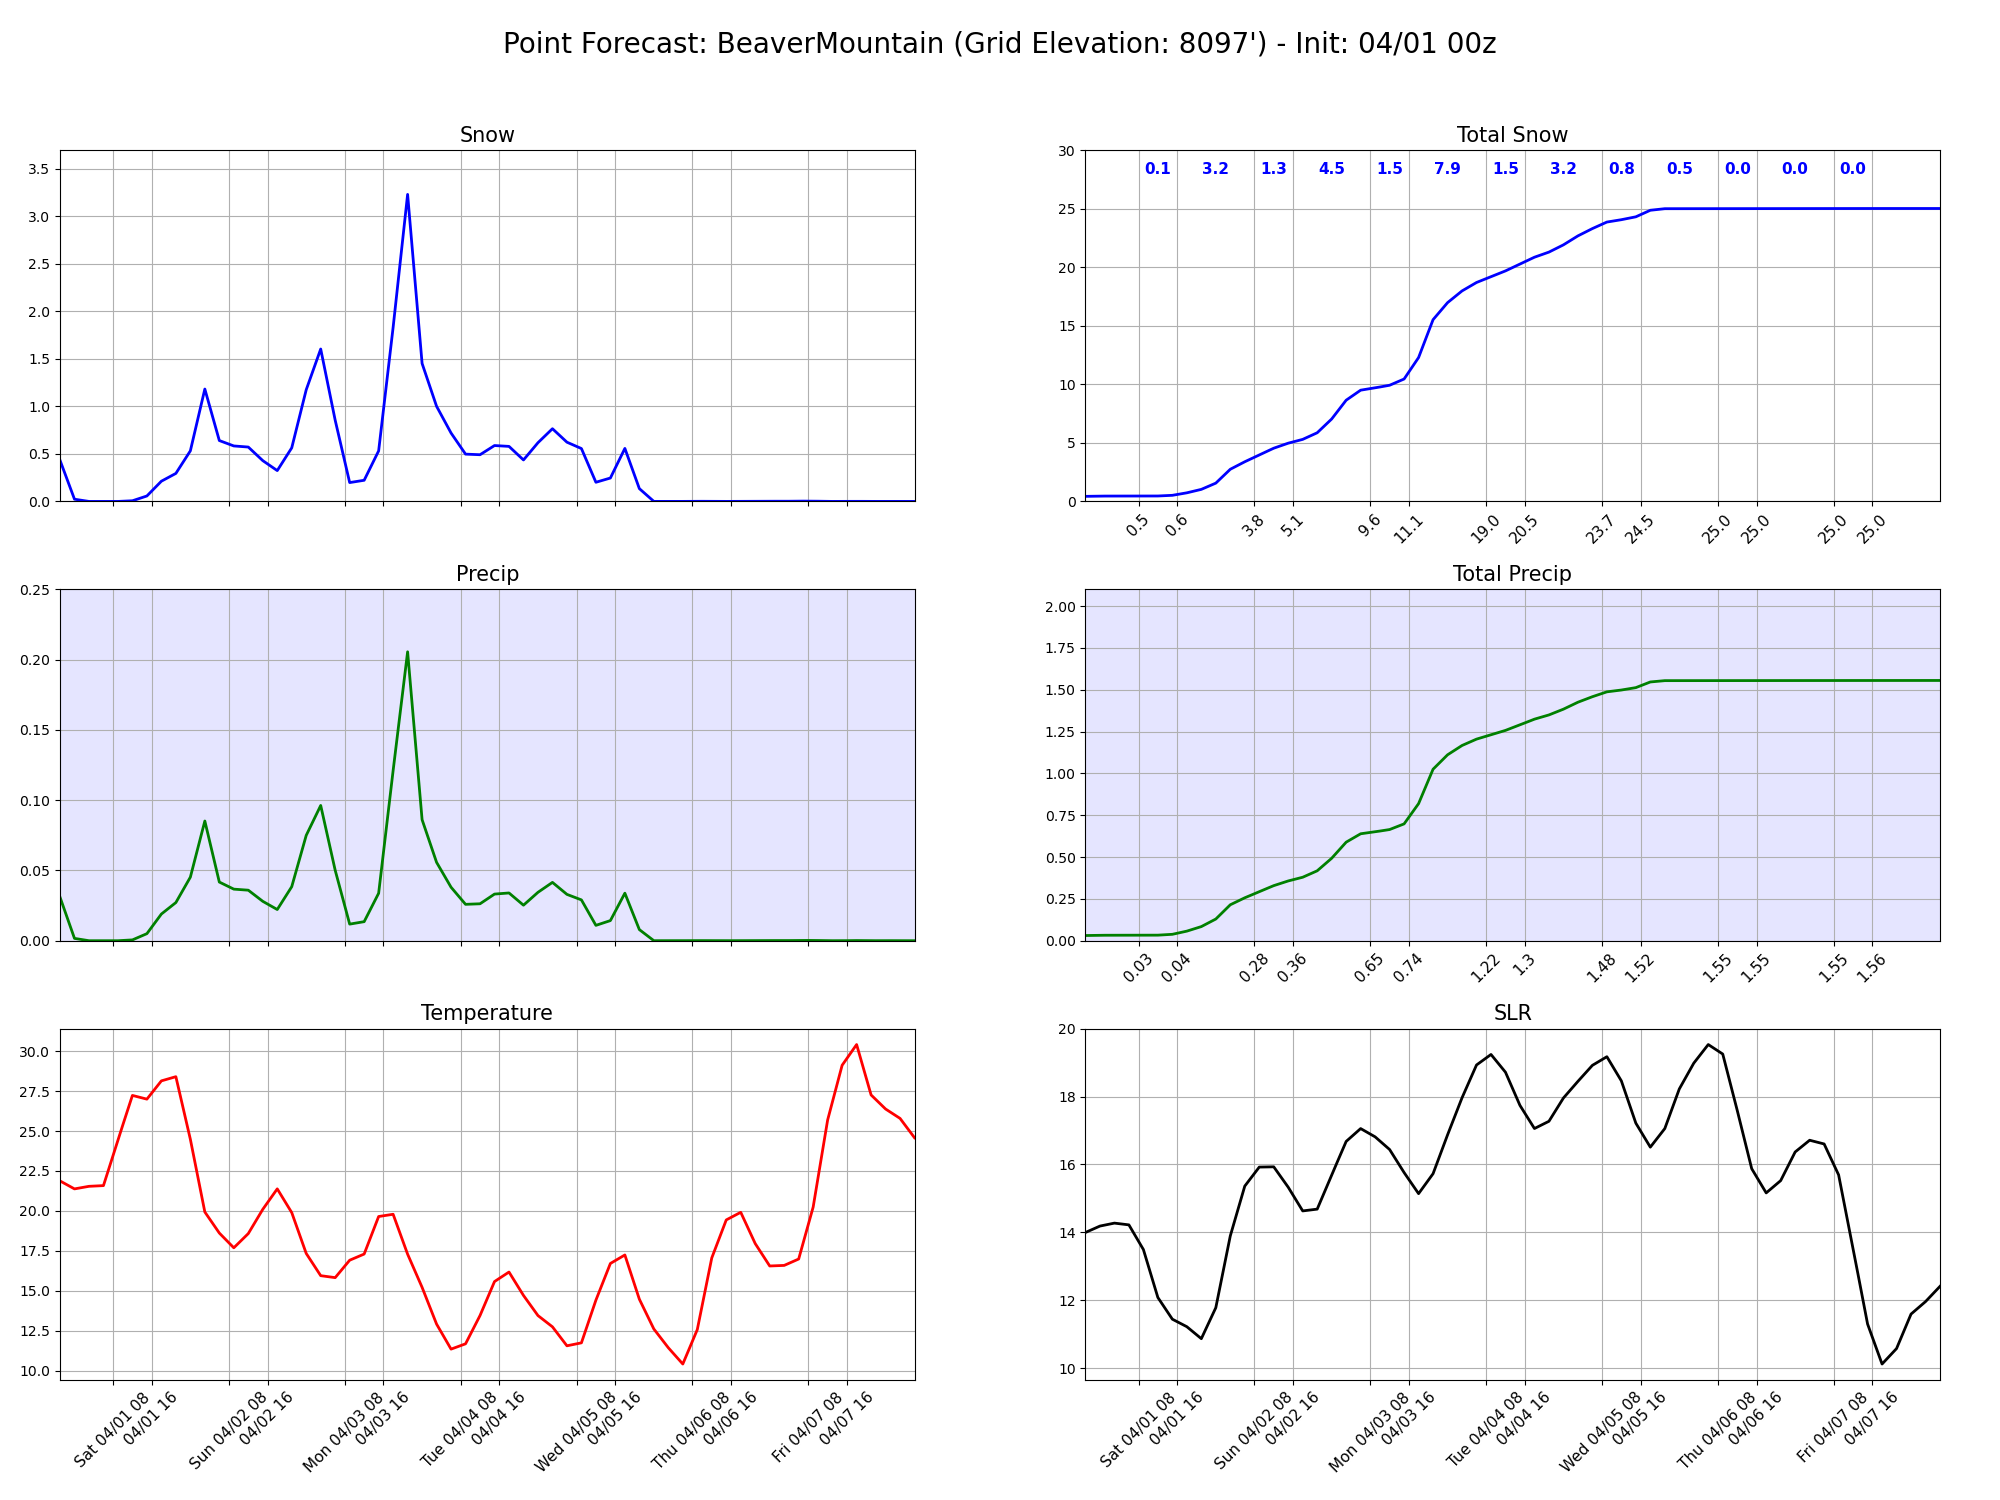 Point Forecast: BeaverMountain (Grid Elevation: 8097') - Init: 04/01 00z
Snow
3.5
3.0
2.5
2.0
1.5
1.0
0.5
0.0
Total Snow
0.1 3.2 1.3 4.5 1.5 7.9 1.5 3.2 0.8 0.5 0.0 0.0 0.0
30
25
20
15
10
5
0
0.5 0.6 3.8 5.1 9.6 11.1 19.0 20.5 23.7 24.5 25.0 25.0 25.0 25.0
Precip
0.25
0.20
0.15
0.10
0.05
0.00
Total Precip
2.00
1.75
1.50
1.25
1.00
0.75
0.50
0.25
0.00
0.03 0.04 0.28 0.36 0.65 0.74 1.22 1.3 1.48 1.52 1.55 1.55 1.55 1.56
Temperature
30.0
27.5
25.0
22.5
20.0
17.5
15.0
12.5
10.0
Sat 04/01 08
04/01 16
Sun 04/02 08
04/02 16
Mon 04/03 08
04/03 16
Tue 04/04 08
04/04 16
Wed 04/05 08
04/05 16
Thu 04/06 08
04/06 16
Fri 04/07 08
04/07 16
SLR
20
18
16
14
12
10
Sat 04/01 08
04/01 16
Sun 04/02 08
04/02 16
Mon 04/03 08
04/03 16
Tue 04/04 08
04/04 16
Wed 04/05 08
04/05 16
Thu 04/06 08
04/06 16
Fri 04/07 08
04/07 16